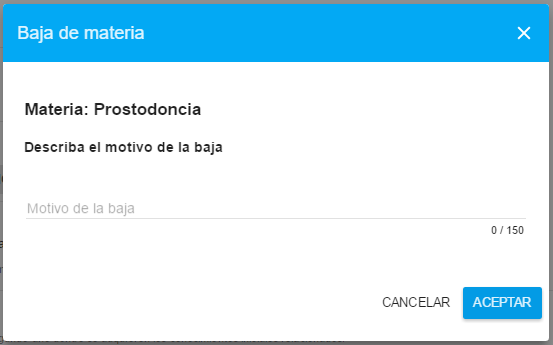 Baja de materia
Materia: Prostodoncia
Describa el motivo de la baja
Motivo de la baja
0 / 150
CANCELAR
ACEPTAR